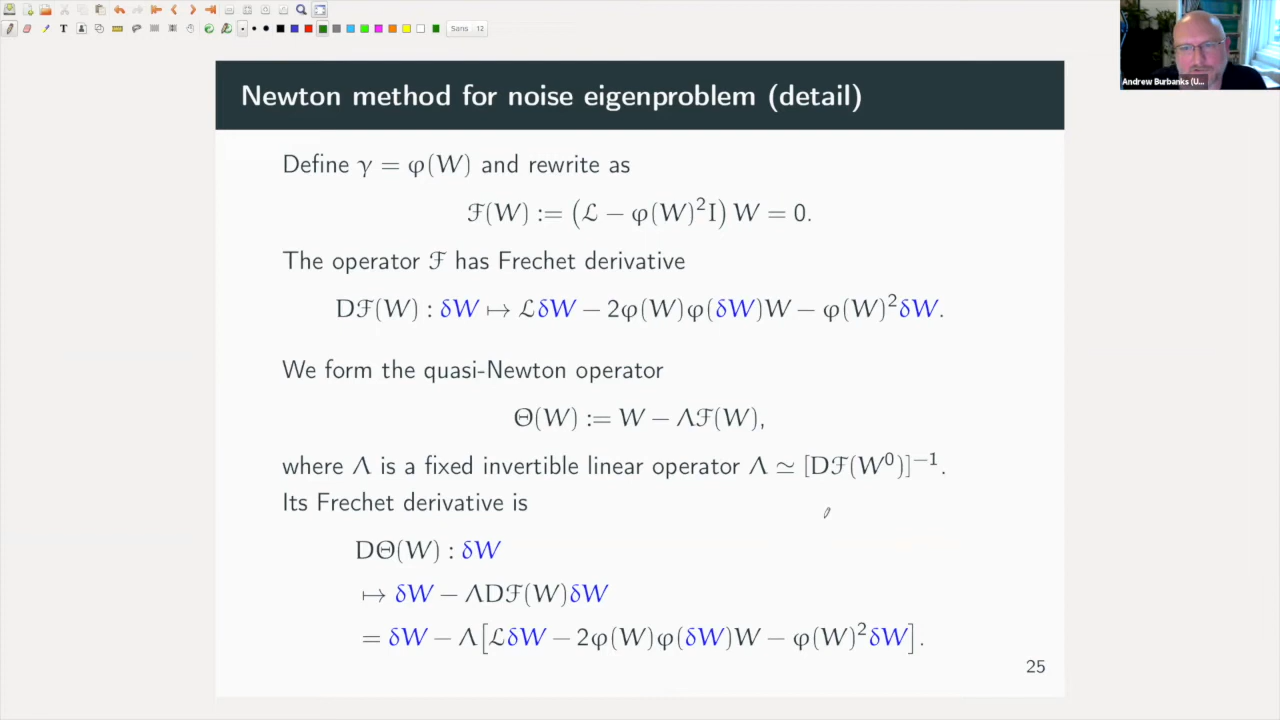 Sans 12
Andrew Burbanks (U...
Newton method for noise eigenproblem (detail)
Define γ = φ(W) and rewrite as
ℱ(W) := (ℒ − φ(W)²I) W = 0.
The operator ℱ has Frechet derivative
Dℱ(W) : δW ↦ ℒδW − 2φ(W)φ(δW)W − φ(W)²δW.
We form the quasi-Newton operator
Θ(W) := W − Λℱ(W),
where Λ is a fixed invertible linear operator Λ ≃ [Dℱ(W⁰)]⁻¹.
Its Frechet derivative is
DΘ(W) : δW
↦ δW − ΛDℱ(W)δW
= δW − Λ[ℒδW − 2φ(W)φ(δW)W − φ(W)²δW].
25